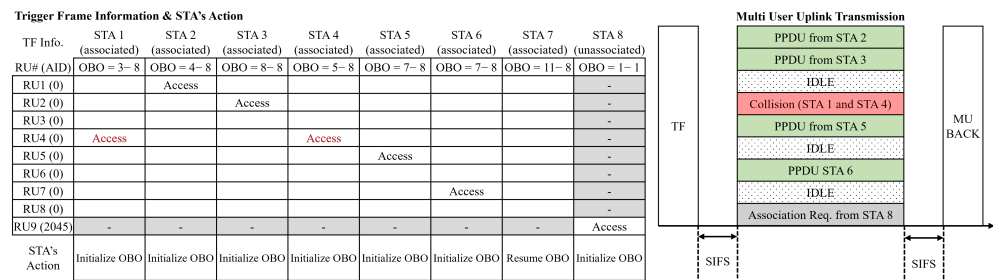 Trigger Frame Information & STA's Action
TF Info. STA 1 STA 2 STA 3 STA 4 STA 5 STA 6 STA 7 STA 8
(associated) (associated) (associated) (associated) (associated) (associated) (associated) (unassociated)
RU# (AID) OBO = 3− 8 OBO = 4− 8 OBO = 8− 8 OBO = 5− 8 OBO = 7− 8 OBO = 7− 8 OBO = 11− 8 OBO = 1− 1
RU1 (0) Access -
RU2 (0) Access -
RU3 (0) -
RU4 (0) Access Access -
RU5 (0) Access -
RU6 (0) -
RU7 (0) Access -
RU8 (0) -
RU9 (2045) - - - - - - - Access
STA's
Action Initialize OBO Initialize OBO Initialize OBO Initialize OBO Initialize OBO Initialize OBO Resume OBO Initialize OBO
Multi User Uplink Transmission
TF
PPDU from STA 2
PPDU from STA 3
IDLE
Collision (STA 1 and STA 4)
PPDU from STA 5
IDLE
PPDU STA 6
IDLE
Association Req. from STA 8
MU
BACK
SIFS
SIFS